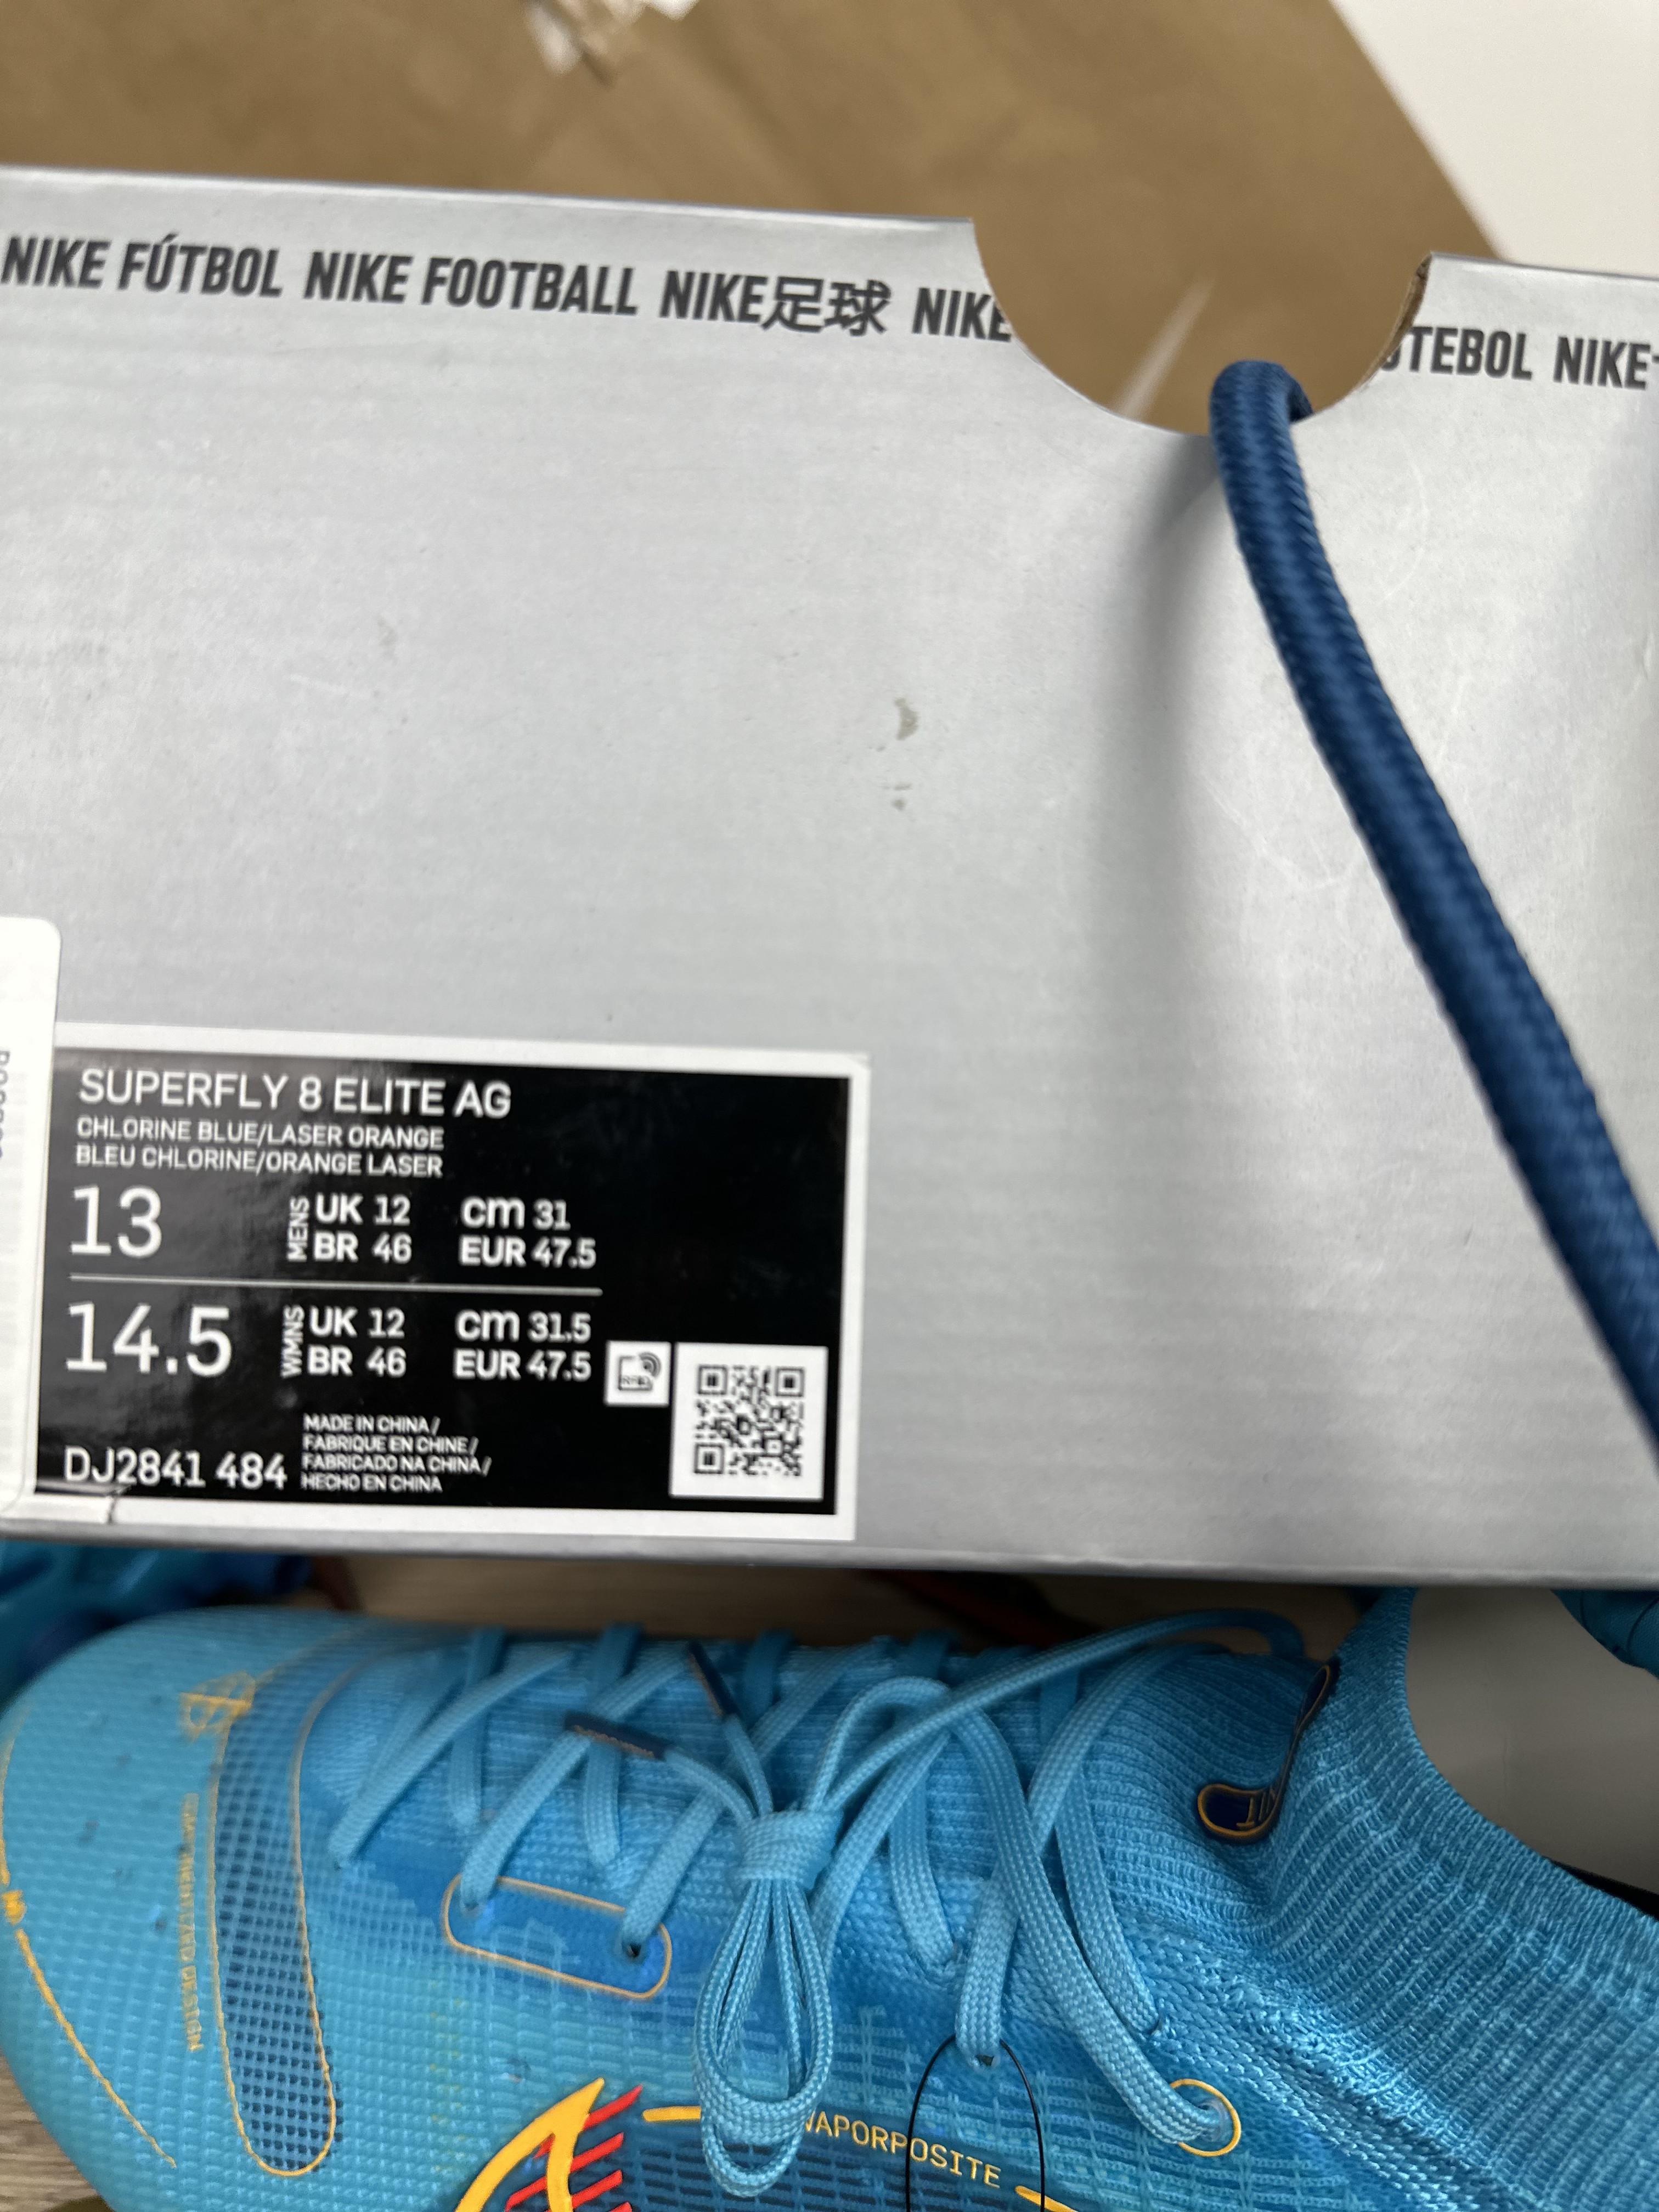 NIKE FÚTBOL NIKE FOOTBALL NIKE足球 NIKE
UTEBOL NIKE
SUPERFLY 8 ELITE AG
CHLORINE BLUE/LASER ORANGE
BLEU CHLORINE/ORANGE LASER
13 MENS UK 12 cm 31
BR 46 EUR 47.5
14.5 WMNS UK 12 cm 31.5
BR 46 EUR 47.5
RFID
DJ2841 484
MADE IN CHINA/
FABRIQUE EN CHINE/
FABRICADO NA CHINA/
HECHO EN CHINA
VAPORPOSITE